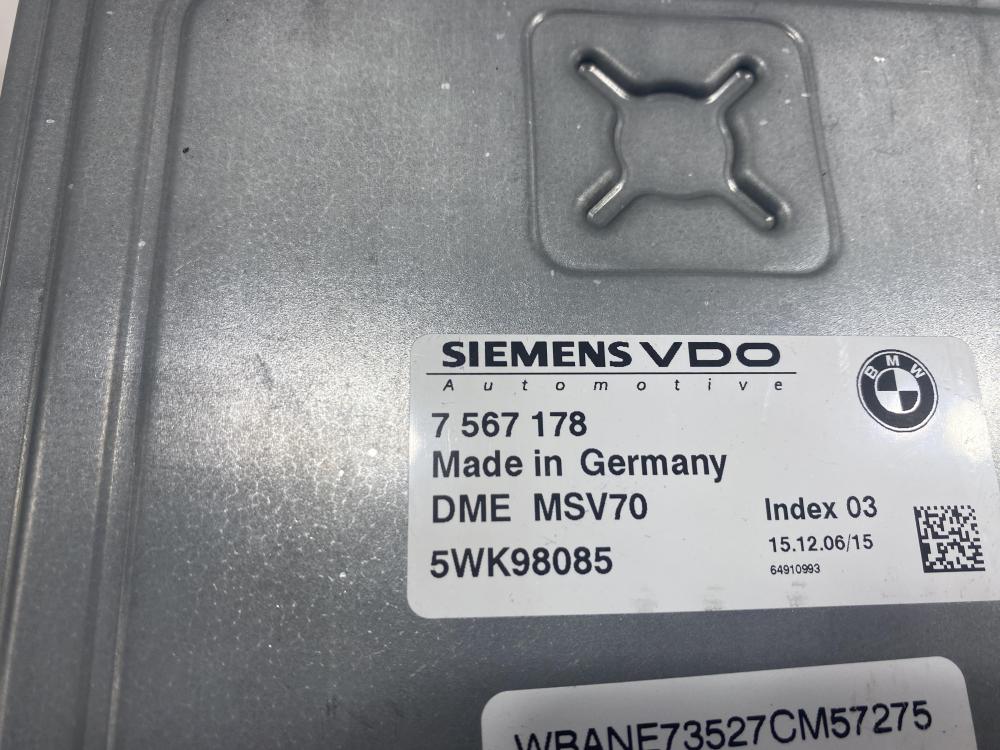 SIEMENS VDO
Automotive
BMW
7 567 178
Made in Germany
DME MSV70
Index 03
5WK98085
15.12.06/15
64910993
WBANE73527CM57275